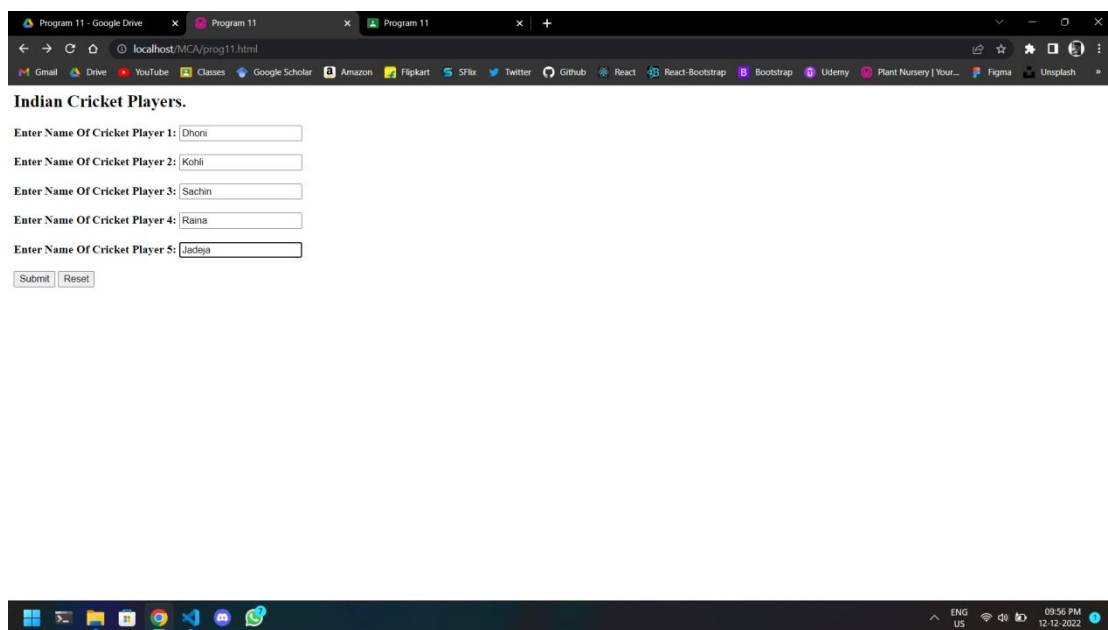 Program 11 - Google Drive Program 11 Program 11
localhost/MCA/prog11.html
Gmail Drive YouTube Classes Google Scholar Amazon Flipkart SFlix Twitter Github React React-Bootstrap Bootstrap Udemy Plant Nursery | Your... Figma Unsplash »
Indian Cricket Players.
Enter Name Of Cricket Player 1: Dhoni
Enter Name Of Cricket Player 2: Kohli
Enter Name Of Cricket Player 3: Sachin
Enter Name Of Cricket Player 4: Raina
Enter Name Of Cricket Player 5: Jadeja
Submit Reset
ENG 09:56 PM
US 12-12-2022